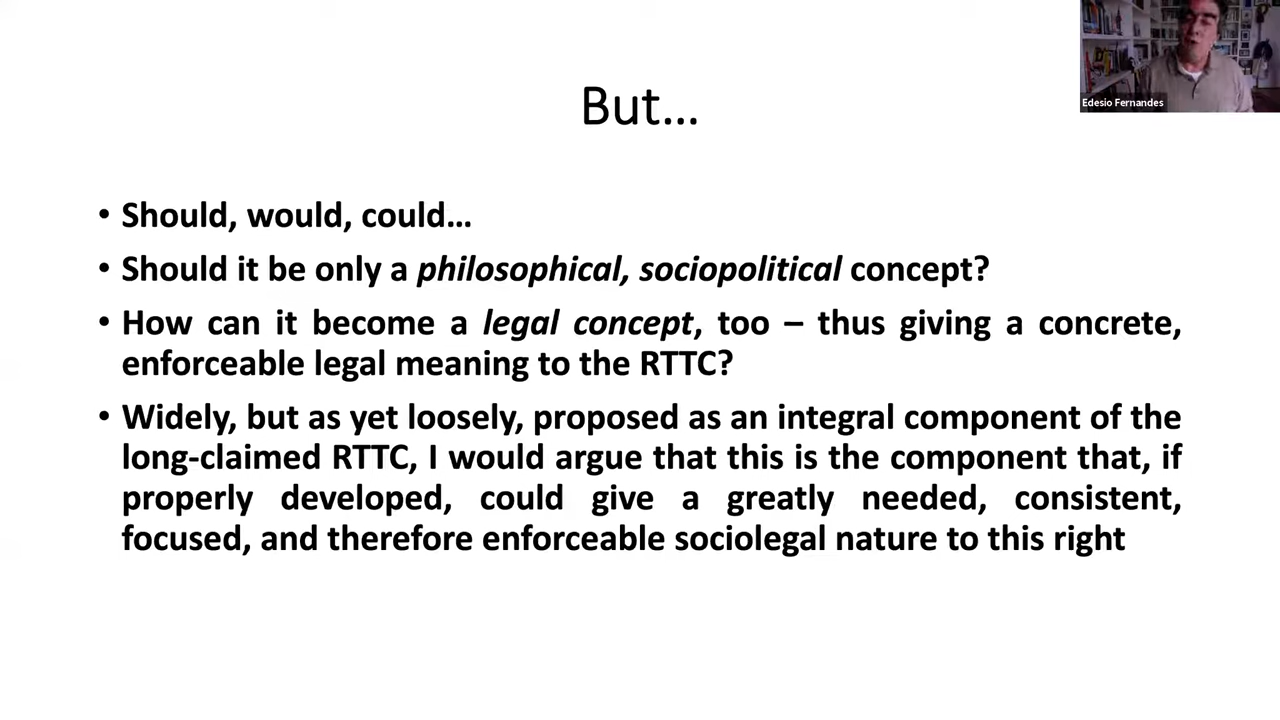 Edesio Fernandes
But...
• Should, would, could...
• Should it be only a philosophical, sociopolitical concept?
• How can it become a legal concept, too – thus giving a concrete,
enforceable legal meaning to the RTTC?
• Widely, but as yet loosely, proposed as an integral component of the
long-claimed RTTC, I would argue that this is the component that, if
properly developed, could give a greatly needed, consistent,
focused, and therefore enforceable sociolegal nature to this right